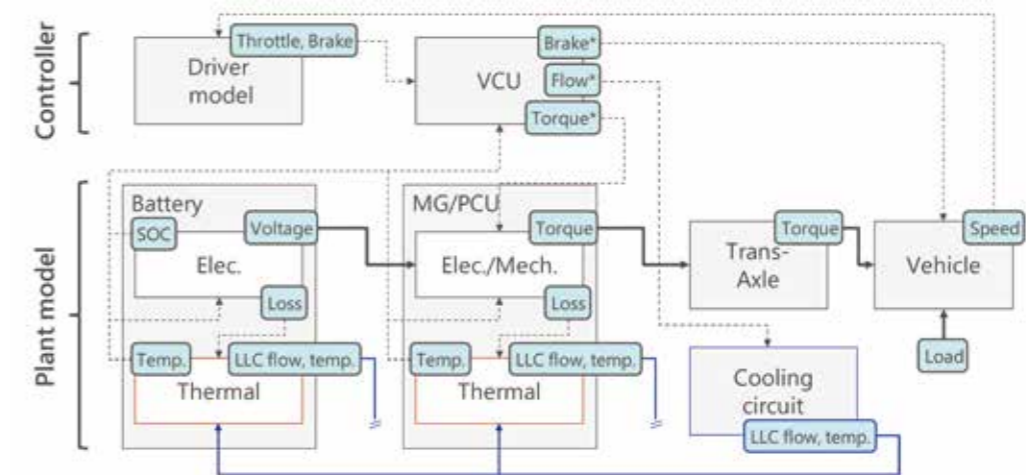 Controller
Driver
model
Throttle, Brake
VCU
Brake*
Flow*
Torque*
Plant model
Battery
SOC
Voltage
Elec.
Loss
Temp.
LLC flow, temp.
Thermal
MG/PCU
Torque
Elec./Mech.
Loss
Temp.
LLC flow, temp.
Thermal
Trans-
Axle
Torque
Vehicle
Speed
Load
Cooling
circuit
LLC flow, temp.